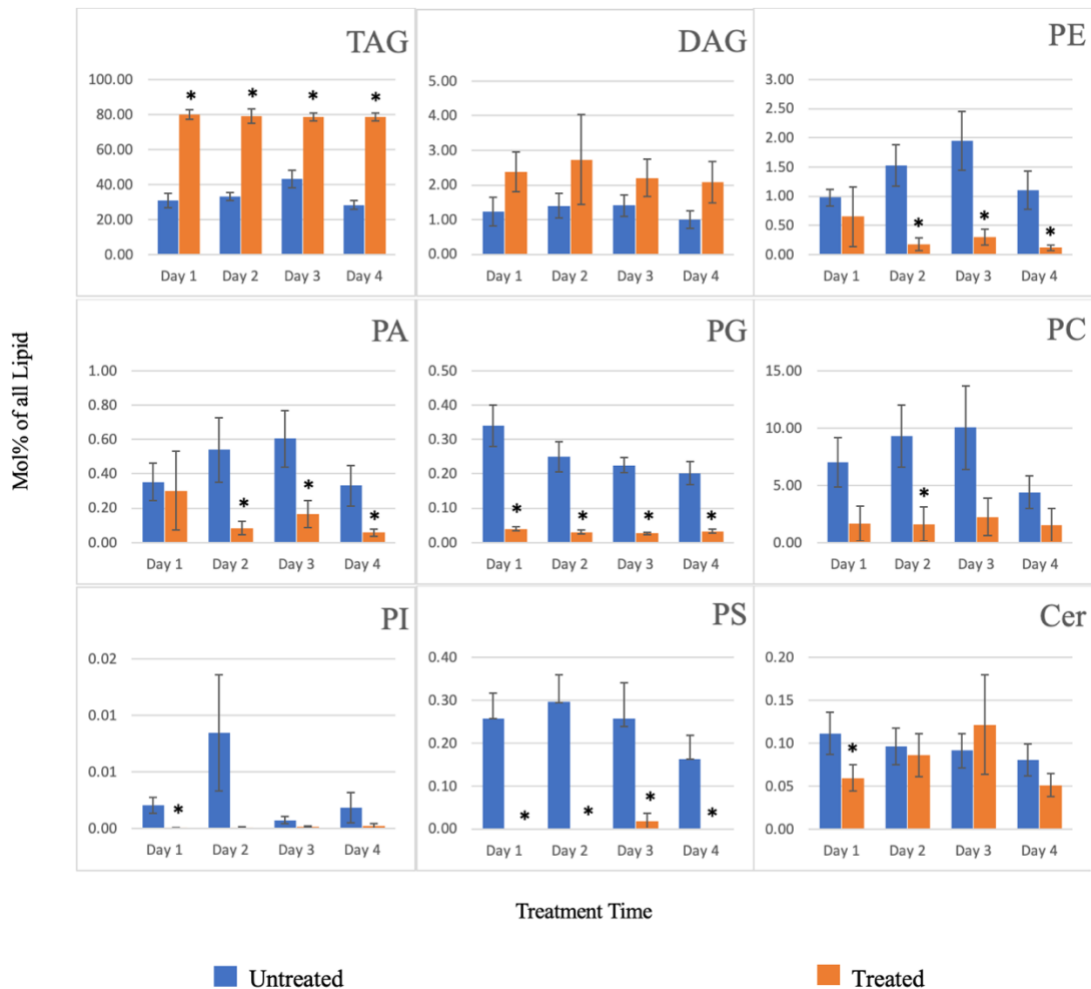 TAG
100.00
80.00
60.00
40.00
20.00
0.00
* * * *
Day 1 Day 2 Day 3 Day 4
DAG
5.00
4.00
3.00
2.00
1.00
0.00
Day 1 Day 2 Day 3 Day 4
PE
3.00
2.50
2.00
1.50
1.00
0.50
0.00
* * *
Day 1 Day 2 Day 3 Day 4
Mol% of all Lipid
PA
1.00
0.80
0.60
0.40
0.20
0.00
* * *
Day 1 Day 2 Day 3 Day 4
PG
0.50
0.40
0.30
0.20
0.10
0.00
* * * *
Day 1 Day 2 Day 3 Day 4
PC
15.00
10.00
5.00
0.00
*
Day 1 Day 2 Day 3 Day 4
PI
0.02
0.01
0.01
0.00
*
Day 1 Day 2 Day 3 Day 4
PS
0.40
0.30
0.20
0.10
0.00
* * * *
Day 1 Day 2 Day 3 Day 4
Cer
0.20
0.15
0.10
0.05
0.00
*
Day 1 Day 2 Day 3 Day 4
Treatment Time
Untreated
Treated